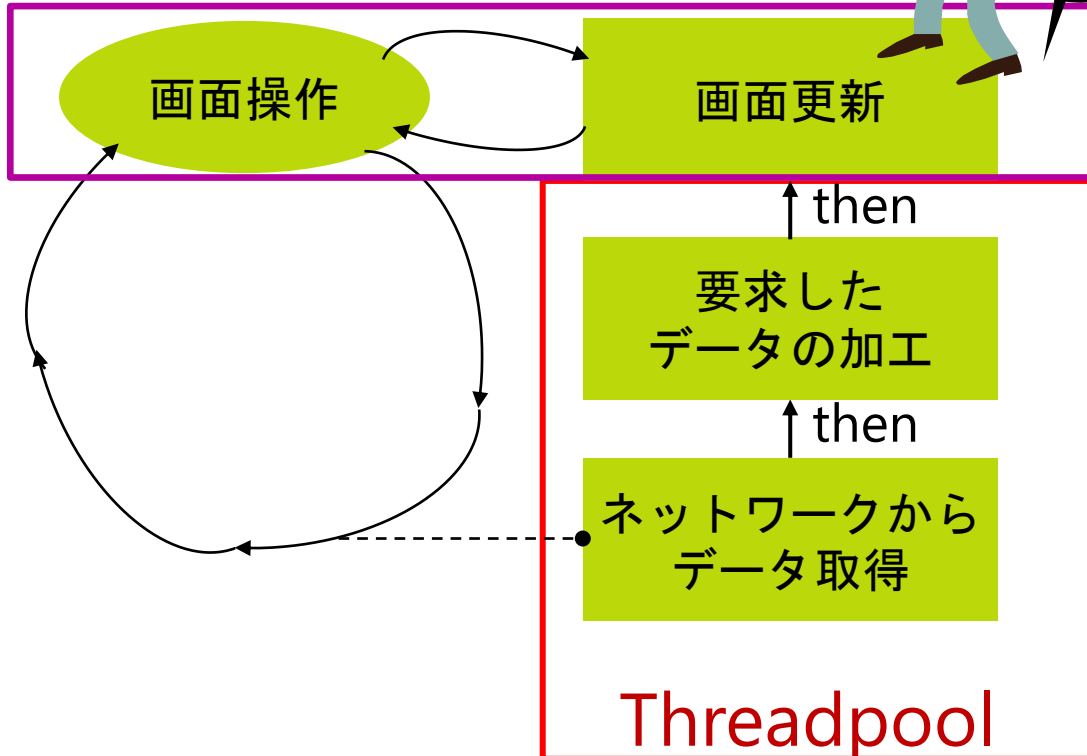 画面操作
画面更新
then
要求した
データの加工
then
ネットワークから
データ取得
Threadpool